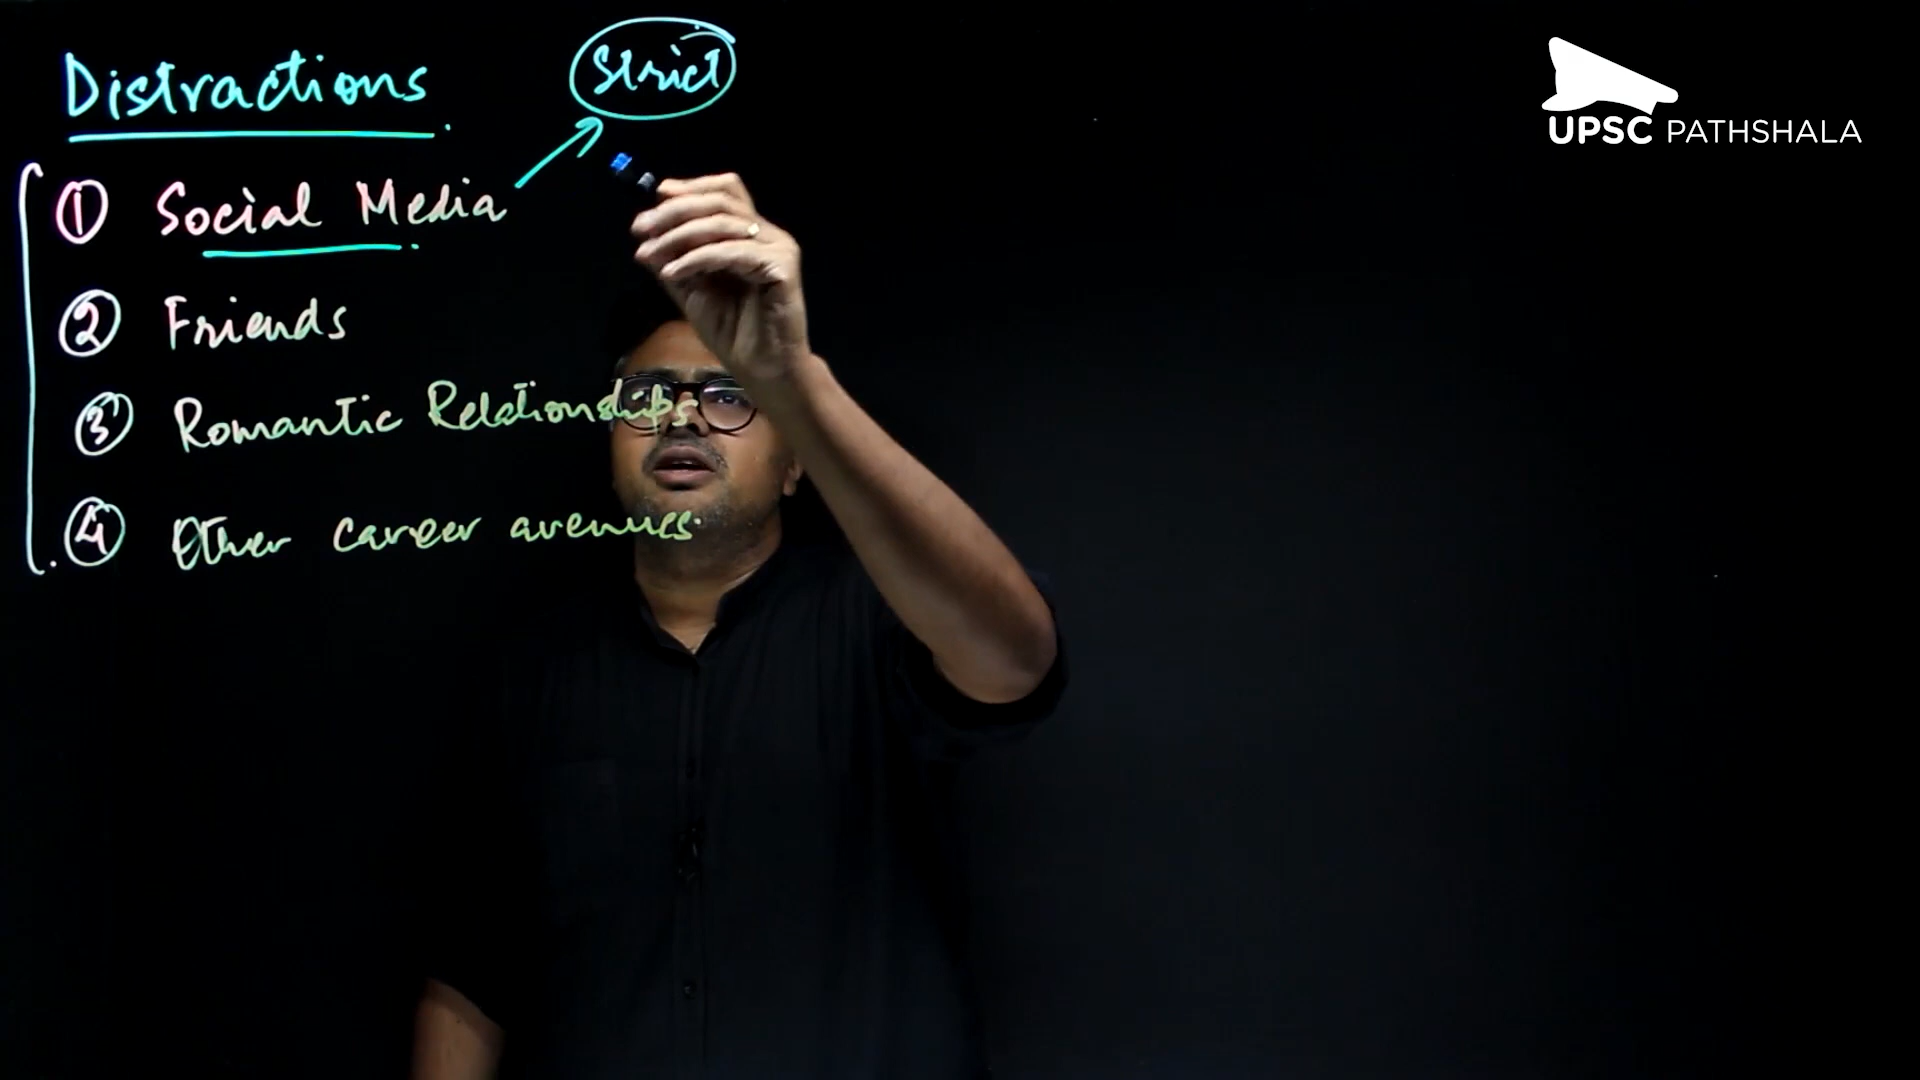 Distractions
Strict
① Social Media
② Friends
③ Romantic Relationships
④ Other career avenues.
UPSC PATHSHALA